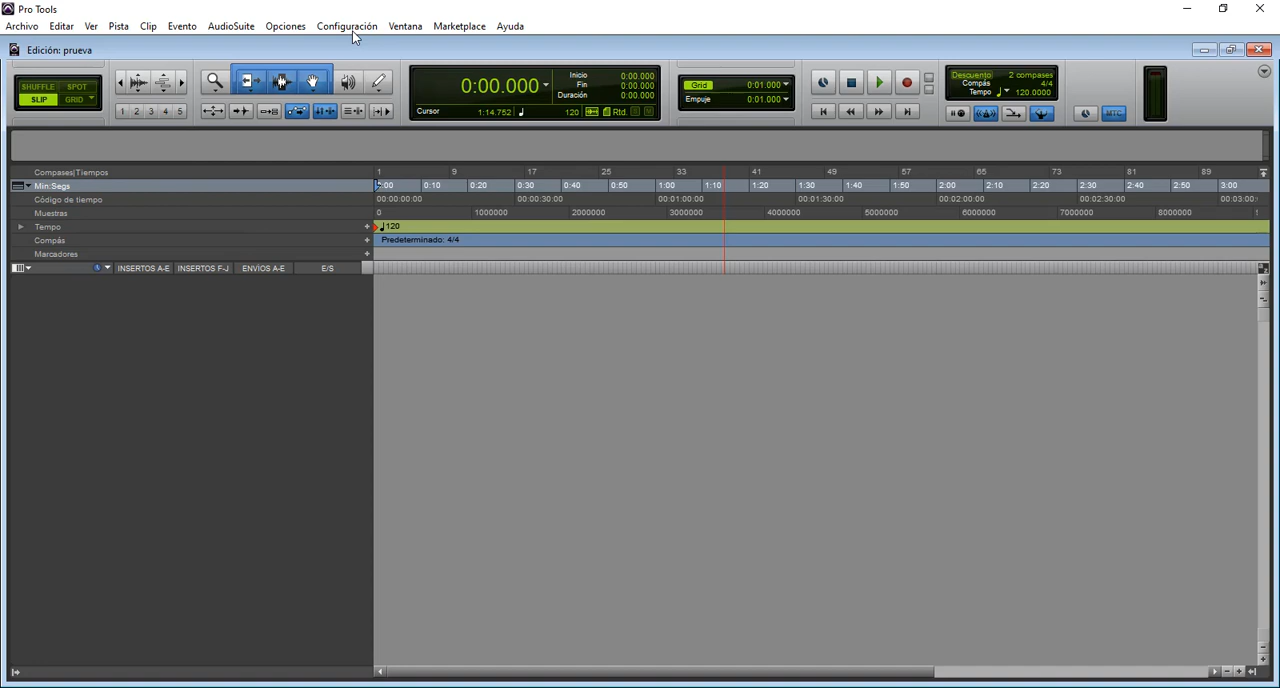 Pro Tools
Archivo Editar Ver Pista Clip Evento AudioSuite Opciones Configuración Ventana Marketplace Ayuda
Edición: prueva
SHUFFLE SPOT
SLIP GRID
1 2 3 4 5
0:00.000
Inicio 0:00.000
Fin 0:00.000
Duración 0:00.000
Cursor 1:14.752 120 Rtd.
Grid 0:01.000
Empuje 0:01.000
Descuento 2 compases
Compás 4/4
Tempo 120.0000
MTC
Compases|Tiempos 1 9 17 25 33 41 49 57 65 73 81 89
Min:Segs 0:00 0:10 0:20 0:30 0:40 0:50 1:00 1:10 1:20 1:30 1:40 1:50 2:00 2:10 2:20 2:30 2:40 2:50 3:00
Código de tiempo 00:00:00:00 00:00:30:00 00:01:00:00 00:01:30:00 00:02:00:00 00:02:30:00 00:03:00:
Muestras 0 1000000 2000000 3000000 4000000 5000000 6000000 7000000 8000000
Tempo + 120
Compás + Predeterminado: 4/4
Marcadores +
INSERTOS A-E INSERTOS F-J ENVÍOS A-E E/S